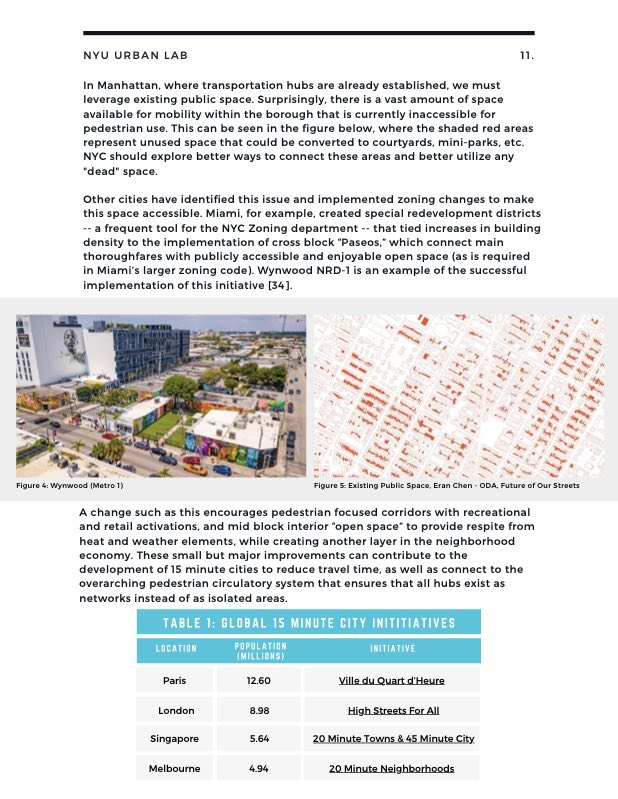 NYU URBAN LAB 11.
In Manhattan, where transportation hubs are already established, we must
leverage existing public space. Surprisingly, there is a vast amount of space
available for mobility within the borough that is currently inaccessible for
pedestrian use. This can be seen in the figure below, where the shaded red areas
represent unused space that could be converted to courtyards, mini-parks, etc.
NYC should explore better ways to connect these areas and better utilize any
"dead" space.
Other cities have identified this issue and implemented zoning changes to make
this space accessible. Miami, for example, created special redevelopment districts
-- a frequent tool for the NYC Zoning department -- that tied increases in building
density to the implementation of cross block “Paseos,” which connect main
thoroughfares with publicly accessible and enjoyable open space (as is required
in Miami’s larger zoning code). Wynwood NRD-1 is an example of the successful
implementation of this initiative [34].
Figure 4: Wynwood (Metro 1)
Figure 5: Existing Public Space, Eran Chen - ODA, Future of Our Streets
A change such as this encourages pedestrian focused corridors with recreational
and retail activations, and mid block interior “open space” to provide respite from
heat and weather elements, while creating another layer in the neighborhood
economy. These small but major improvements can contribute to the
development of 15 minute cities to reduce travel time, as well as connect to the
overarching pedestrian circulatory system that ensures that all hubs exist as
networks instead of as isolated areas.
TABLE 1: GLOBAL 15 MINUTE CITY INITITIATIVES
LOCATION POPULATION (MILLIONS) INITIATIVE
Paris 12.60 Ville du Quart d’Heure
London 8.98 High Streets For All
Singapore 5.64 20 Minute Towns & 45 Minute City
Melbourne 4.94 20 Minute Neighborhoods